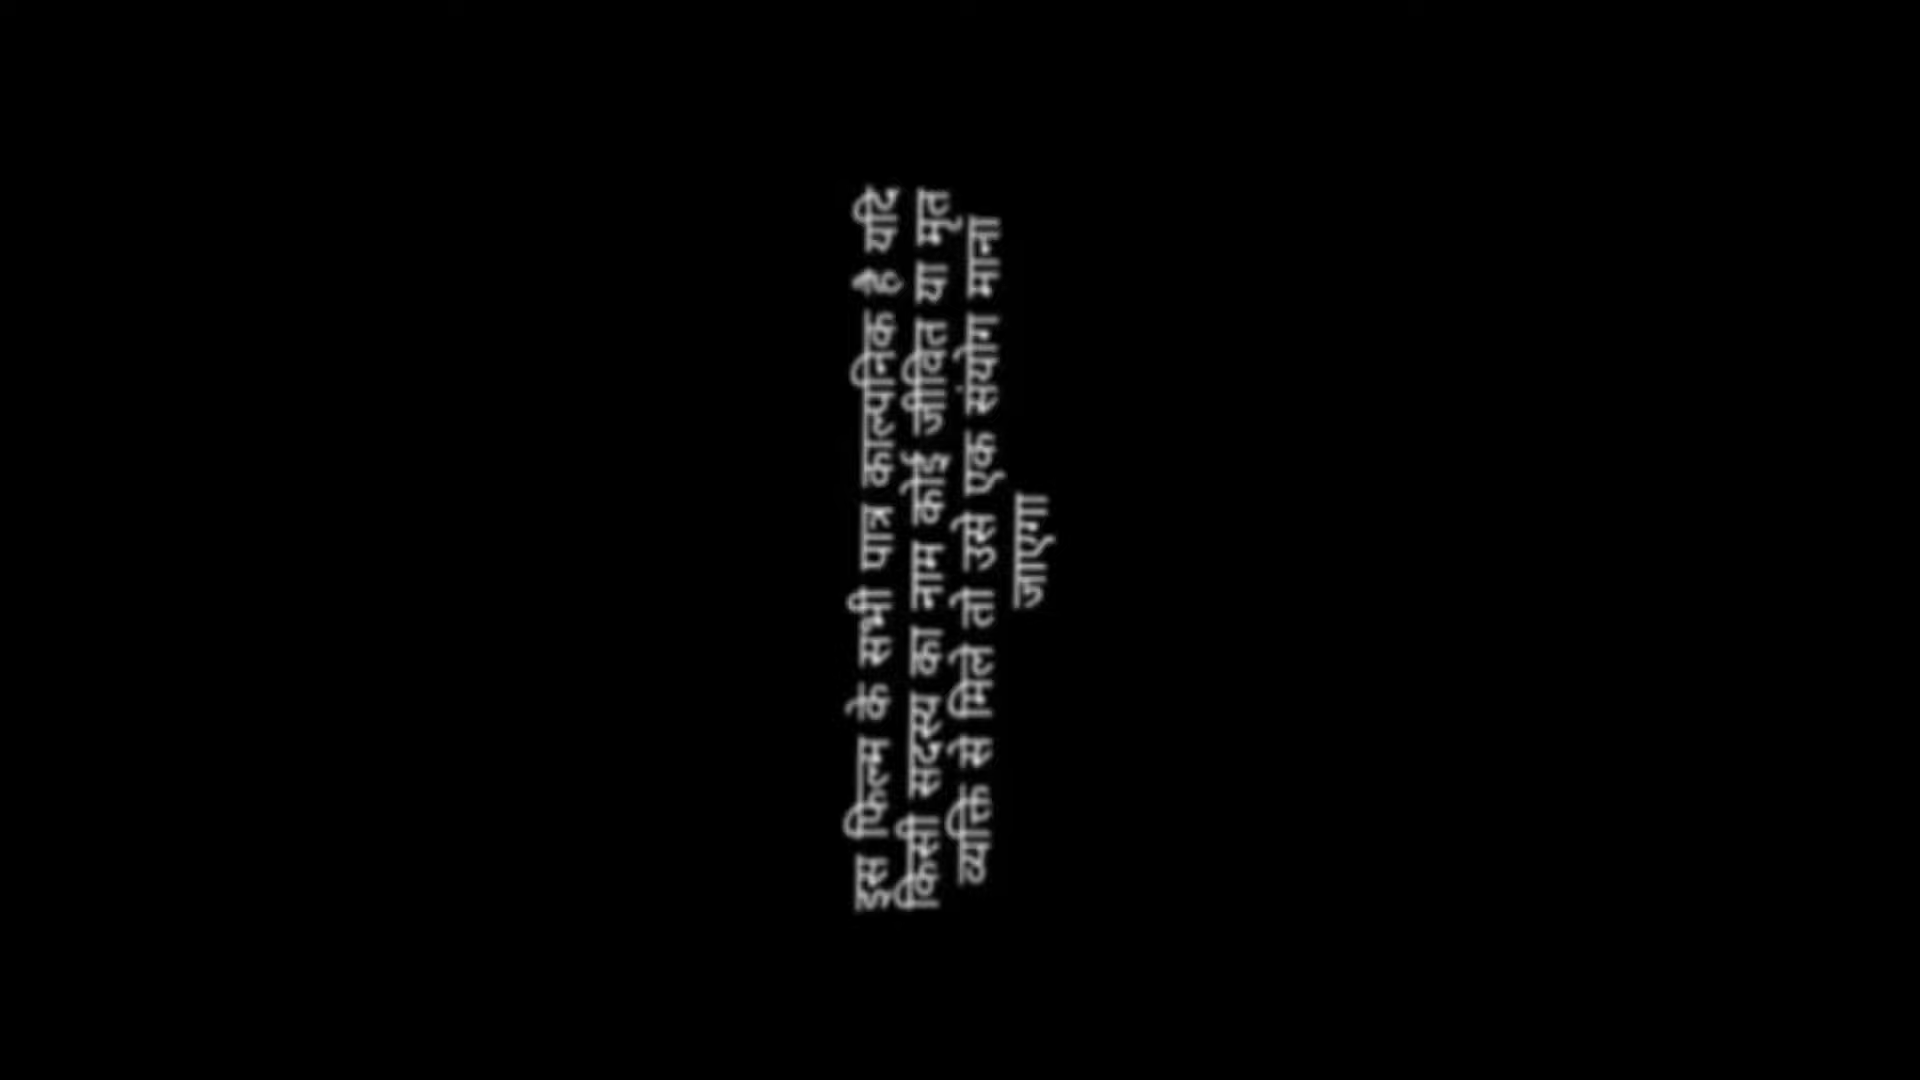 इस फिल्म के सभी पात्र काल्पनिक है यदि
किसी सदस्य का नाम कोई जीवित या मृत
व्यक्ति से मिले तो उसे एक संयोग माना
जाएगा